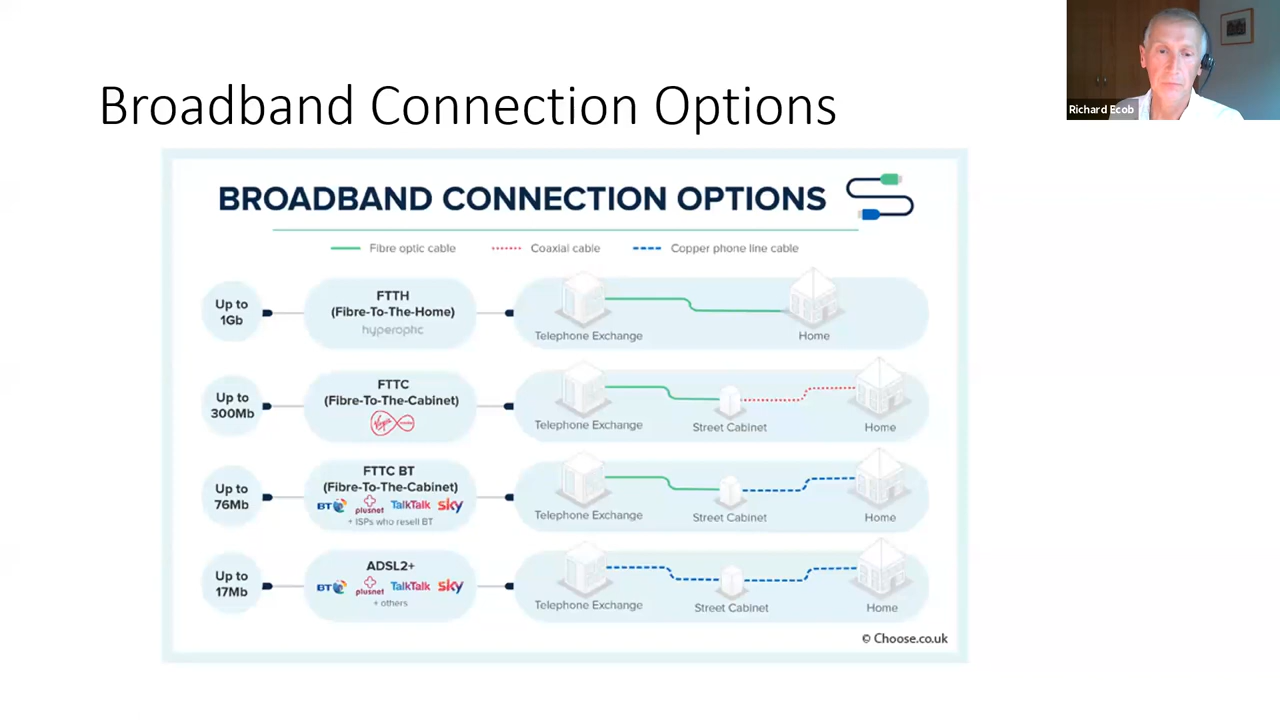 Broadband Connection Options
Richard Ecob
BROADBAND CONNECTION OPTIONS
Fibre optic cable
Coaxial cable
Copper phone line cable
Up to
1Gb
FTTH
(Fibre-To-The-Home)
hyperoptic
Telephone Exchange
Home
Up to
300Mb
FTTC
(Fibre-To-The-Cabinet)
Virgin media
Telephone Exchange
Street Cabinet
Home
Up to
76Mb
FTTC BT
(Fibre-To-The-Cabinet)
BT plusnet TalkTalk sky
+ ISPs who resell BT
Telephone Exchange
Street Cabinet
Home
Up to
17Mb
ADSL2+
BT plusnet TalkTalk sky
+ others
Telephone Exchange
Street Cabinet
Home
© Choose.co.uk